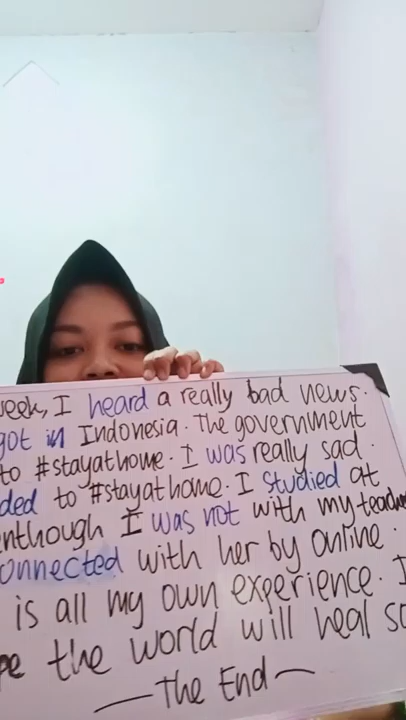 week, I heard a really bad news.
got in Indonesia. The government
to #stayathome. I was really sad.
ded to #stayathome. I studied at
enthough I was not with my teache
onnected with her by online.
is all my own experience. I
pe the world will heal so
The End